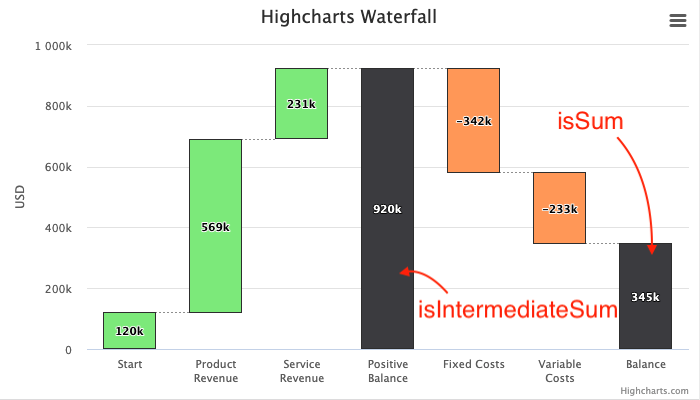 Highcharts Waterfall
1 000k
800k
600k
400k
200k
0
USD
120k
569k
231k
920k
-342k
-233k
345k
isSum
isIntermediateSum
Start
Product
Revenue
Service
Revenue
Positive
Balance
Fixed Costs
Variable
Costs
Balance
Highcharts.com